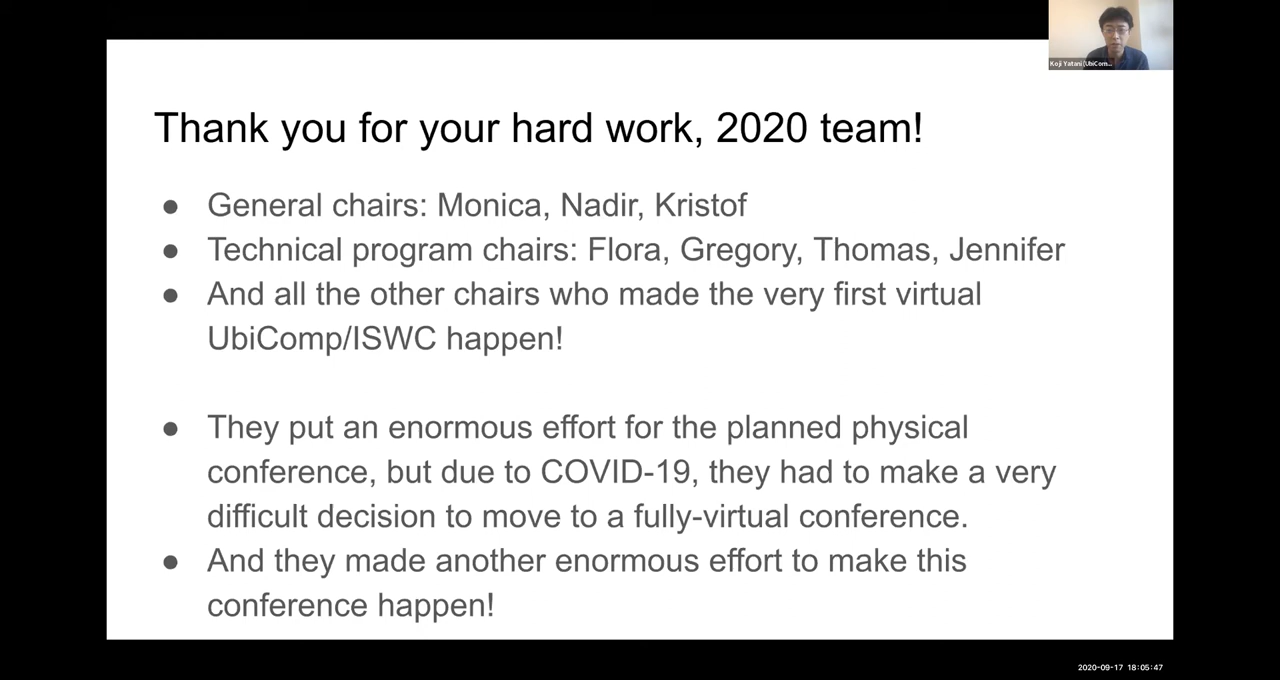 Koji Yatani (UbiCom...
Thank you for your hard work, 2020 team!
● General chairs: Monica, Nadir, Kristof
● Technical program chairs: Flora, Gregory, Thomas, Jennifer
● And all the other chairs who made the very first virtual
UbiComp/ISWC happen!
● They put an enormous effort for the planned physical
conference, but due to COVID-19, they had to make a very
difficult decision to move to a fully-virtual conference.
● And they made another enormous effort to make this
conference happen!
2020-09-17 18:05:47